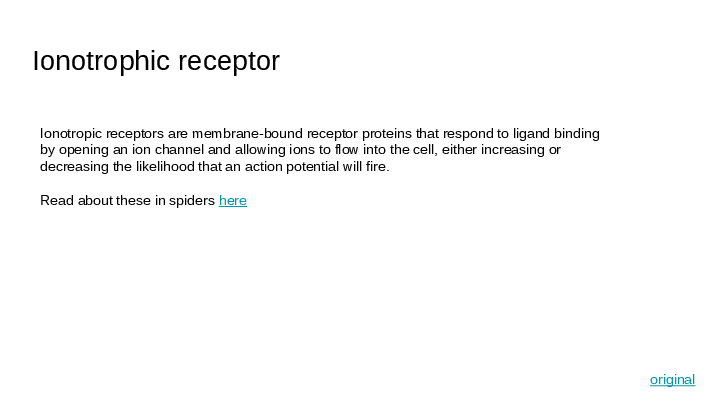 Ionotrophic receptor
Ionotropic receptors are membrane-bound receptor proteins that respond to ligand binding
by opening an ion channel and allowing ions to flow into the cell, either increasing or
decreasing the likelihood that an action potential will fire.
Read about these in spiders here
original